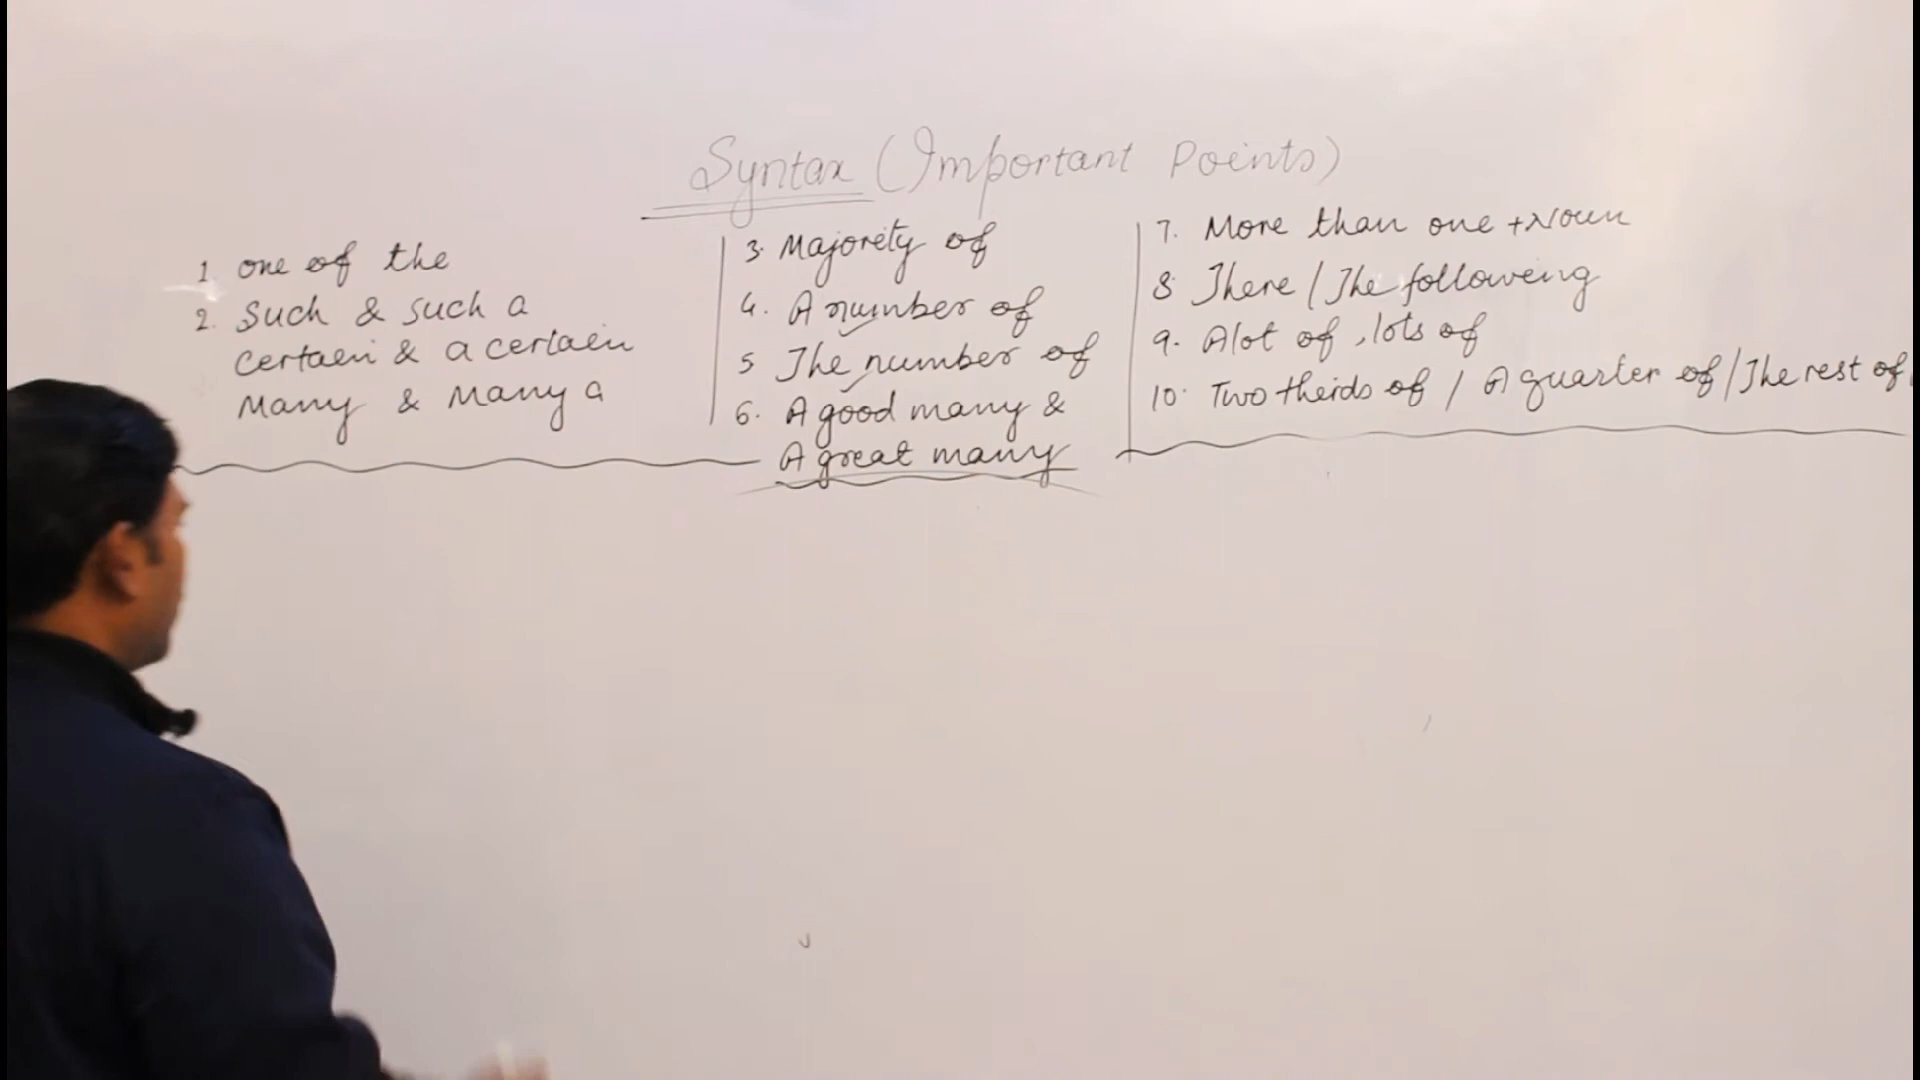 Syntax (Important Points)
1 one of the
2. Such & such a
certain & a certain
Many & Many a
3. Majority of
4. A number of
5 The number of
6. A good many &
A great many
7. More than one + Noun
8 There / The following
9. A lot of , lots of
10. Two thirds of / A quarter of / The rest of